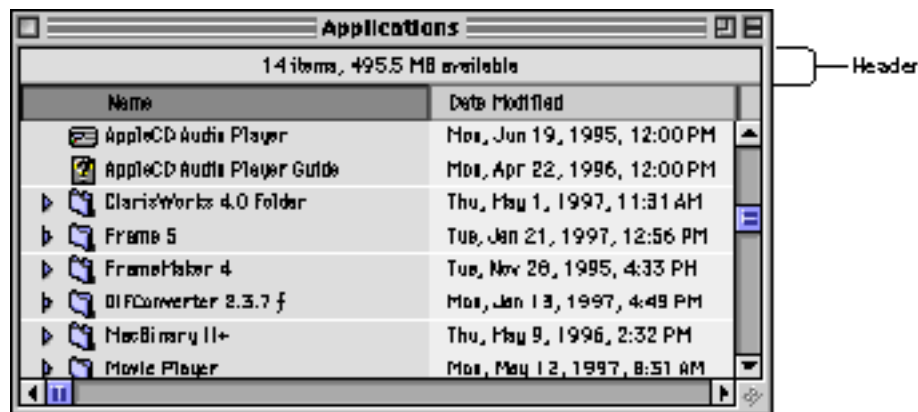 Applications
14 items, 495.5 MB available
Header
Name Date Modified
AppleCD Audio Player Mon, Jun 19, 1995, 12:00 PM
AppleCD Audio Player Guide Mon, Apr 22, 1996, 12:00 PM
ClarisWorks 4.0 Folder Thu, May 1, 1997, 11:31 AM
Frame 5 Tue, Jan 21, 1997, 12:56 PM
FrameMaker 4 Tue, Nov 28, 1995, 4:33 PM
GIFConverter 2.3.7 ƒ Mon, Jan 13, 1997, 4:49 PM
MacBinary II+ Thu, May 9, 1996, 2:32 PM
Movie Player Mon, May 12, 1997, 8:31 AM